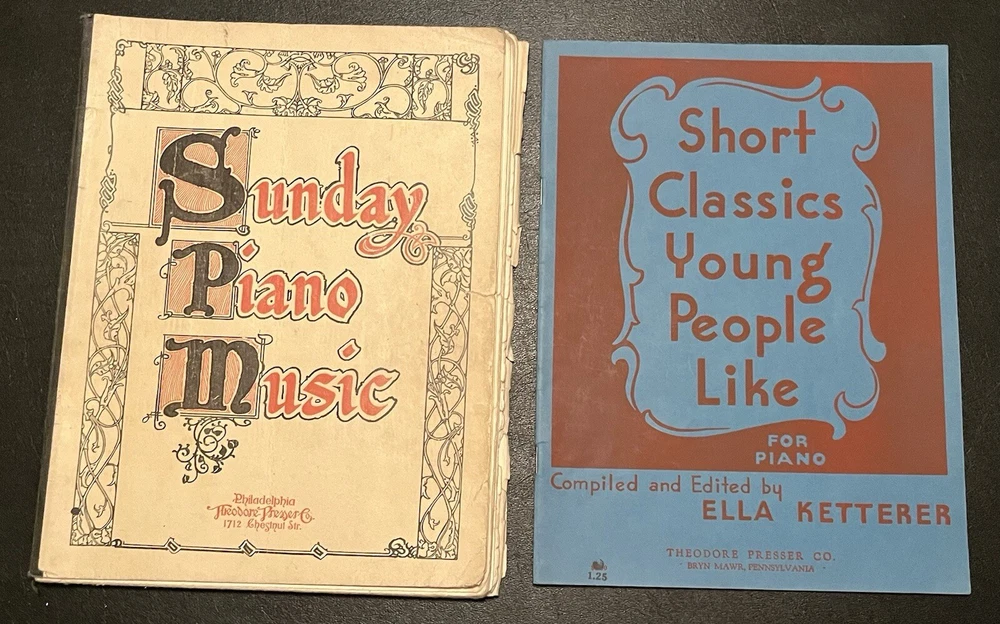 Sunday
Piano
Music
Philadelphia
Theodore Presser Co.
1712 Chestnut Str.
Short
Classics
Young
People
Like
FOR
PIANO
Compiled and Edited by
ELLA KETTERER
THEODORE PRESSER CO.
BRYN MAWR, PENNSYLVANIA
1.25